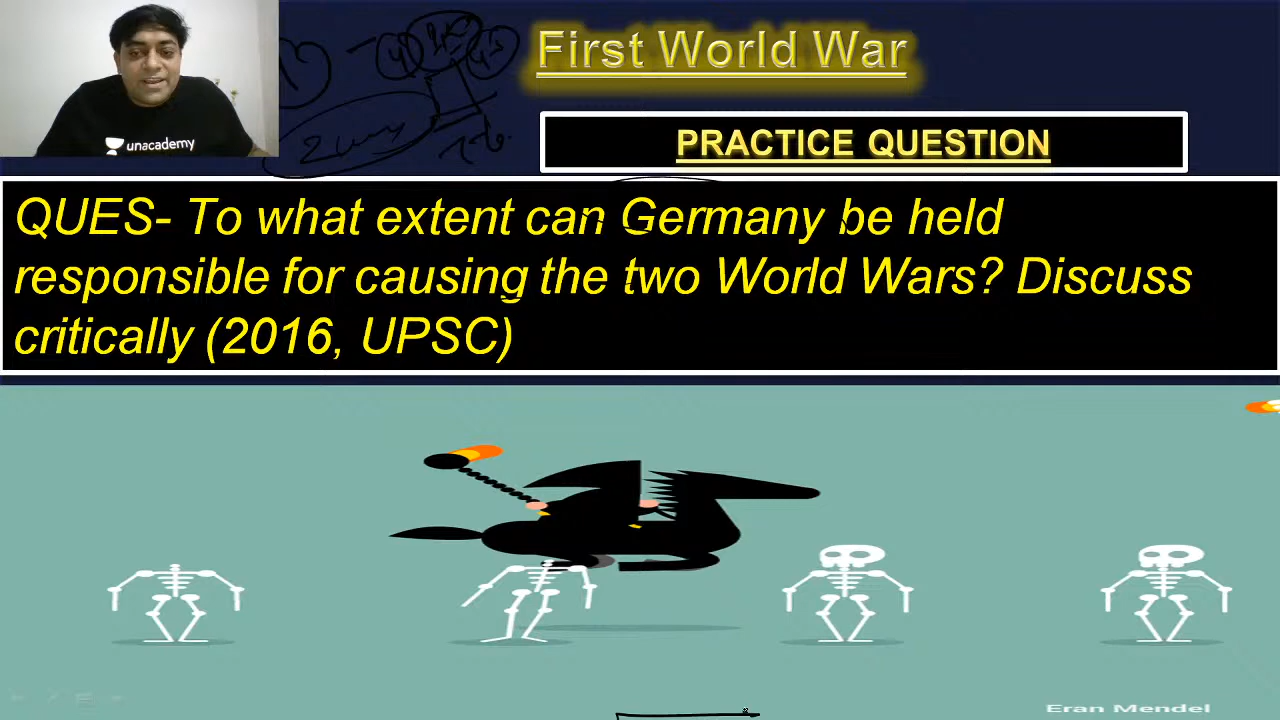 First World War
unacademy
PRACTICE QUESTION
QUES- To what extent can Germany be held
responsible for causing the two World Wars? Discuss
critically (2016, UPSC)
Eran Mendel